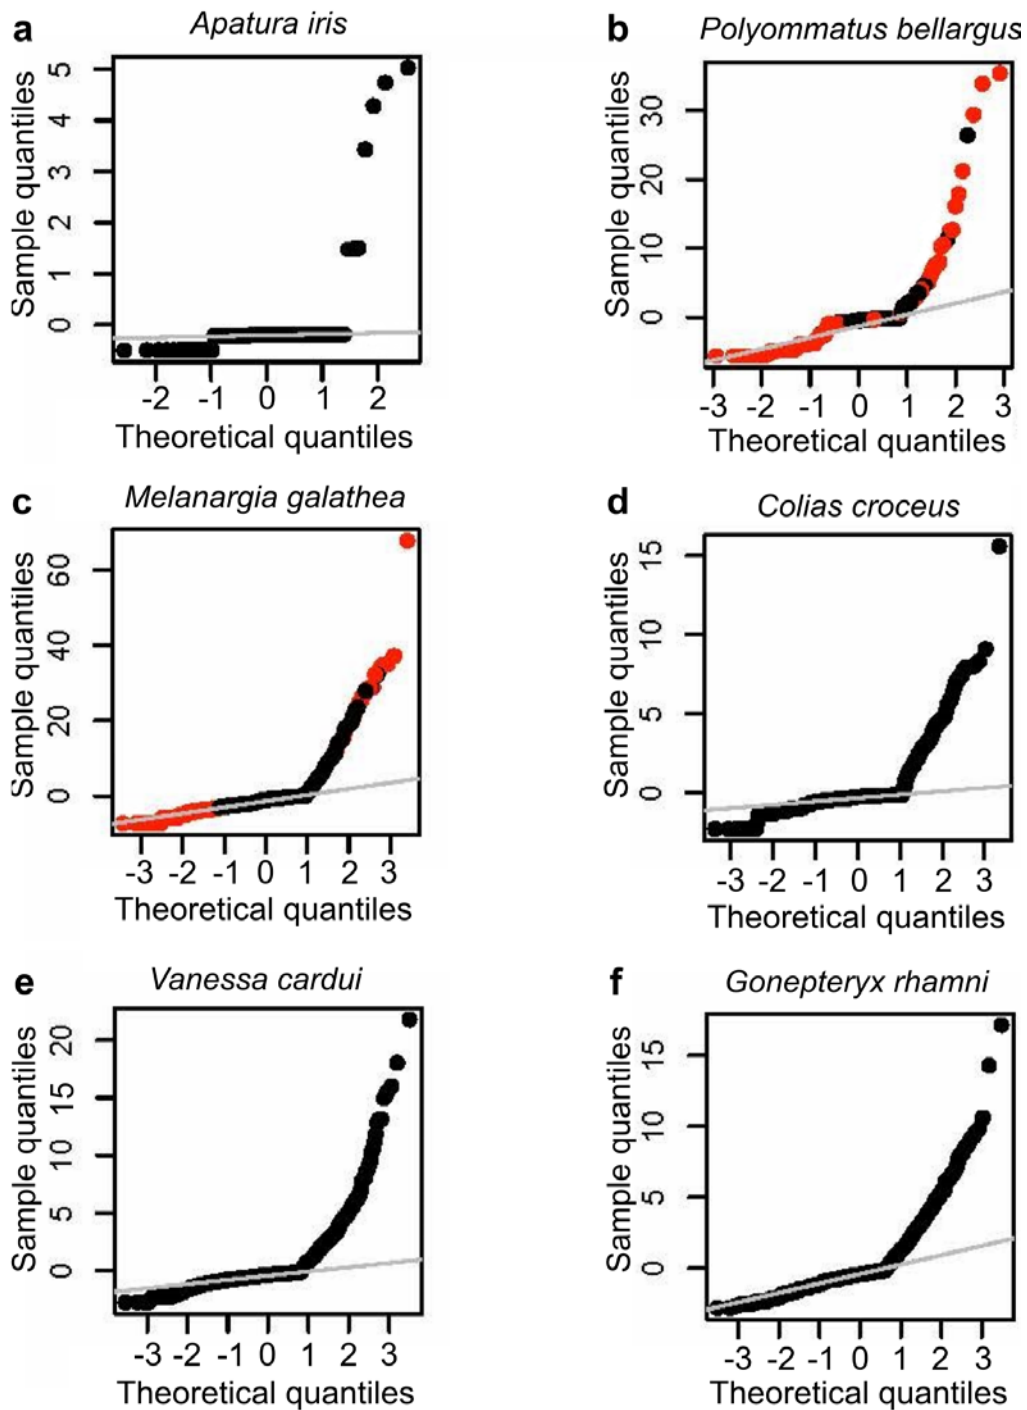 a Apatura iris
Sample quantiles
5
4
3
2
1
0
-2 -1 0 1 2
Theoretical quantiles
b Polyommatus bellargus
Sample quantiles
30
20
10
0
-3 -2 -1 0 1 2 3
Theoretical quantiles
c Melanargia galathea
Sample quantiles
60
40
20
0
-3 -2 -1 0 1 2 3
Theoretical quantiles
d Colias croceus
Sample quantiles
15
10
5
0
-3 -2 -1 0 1 2 3
Theoretical quantiles
e Vanessa cardui
Sample quantiles
20
15
10
5
0
-3 -2 -1 0 1 2 3
Theoretical quantiles
f Gonepteryx rhamni
Sample quantiles
15
10
5
0
-3 -2 -1 0 1 2 3
Theoretical quantiles